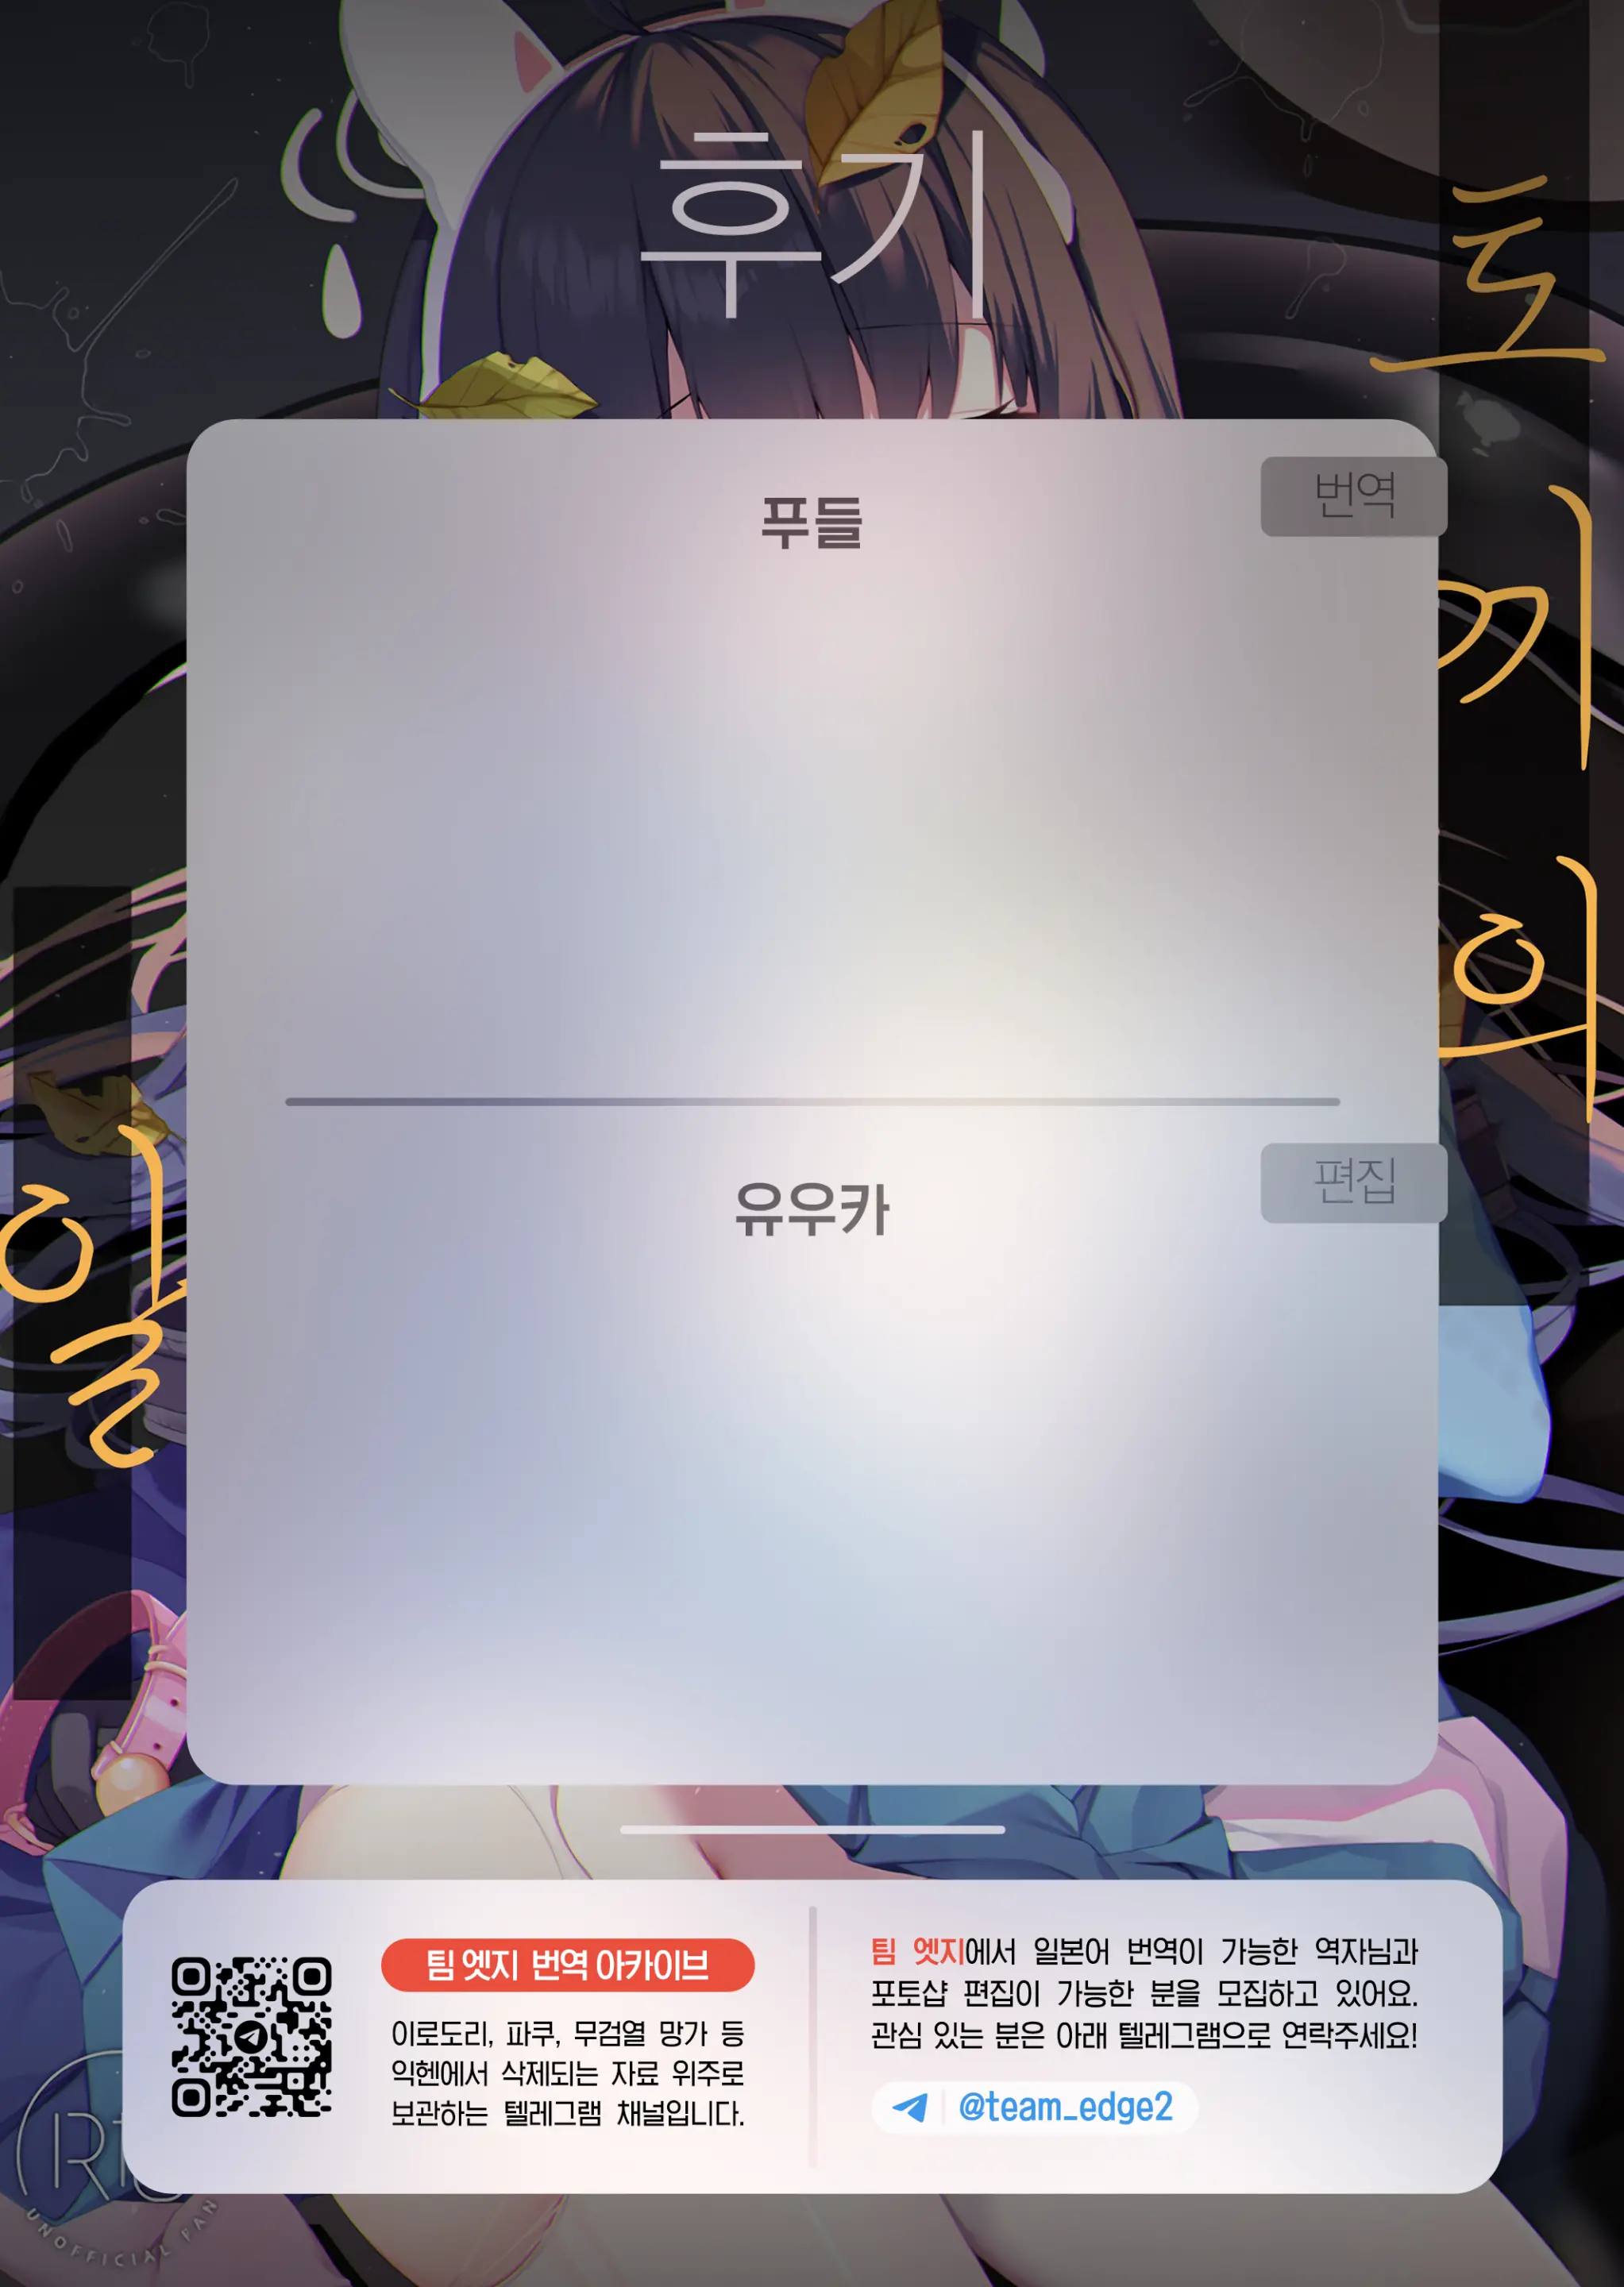 후기
토끼의
일
푸들
번역
유우카
편집
팀 엣지 번역 아카이브
이로도리, 파쿠, 무검열 망가 등
익헨에서 삭제되는 자료 위주로
보관하는 텔레그램 채널입니다.
팀 엣지에서 일본어 번역이 가능한 역자님과
포토샵 편집이 가능한 분을 모집하고 있어요.
관심 있는 분은 아래 텔레그램으로 연락주세요!
@team_edge2
UNOFFICIAL FAN